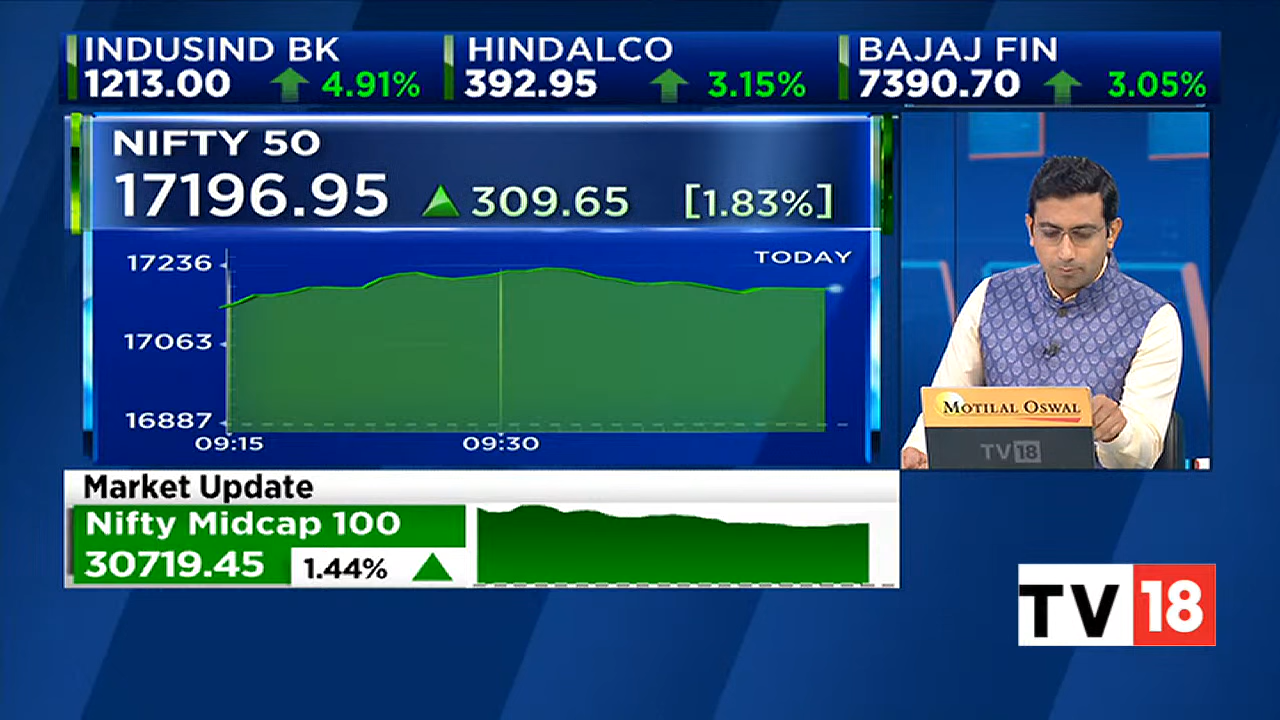 INDUSIND BK
1213.00 4.91%
HINDALCO
392.95 3.15%
BAJAJ FIN
7390.70 3.05%
NIFTY 50
17196.95 309.65 [1.83%]
TODAY
17236
17063
16887
09:15 09:30
MOTILAL OSWAL
TV18
Market Update
Nifty Midcap 100
30719.45 1.44%
TV18